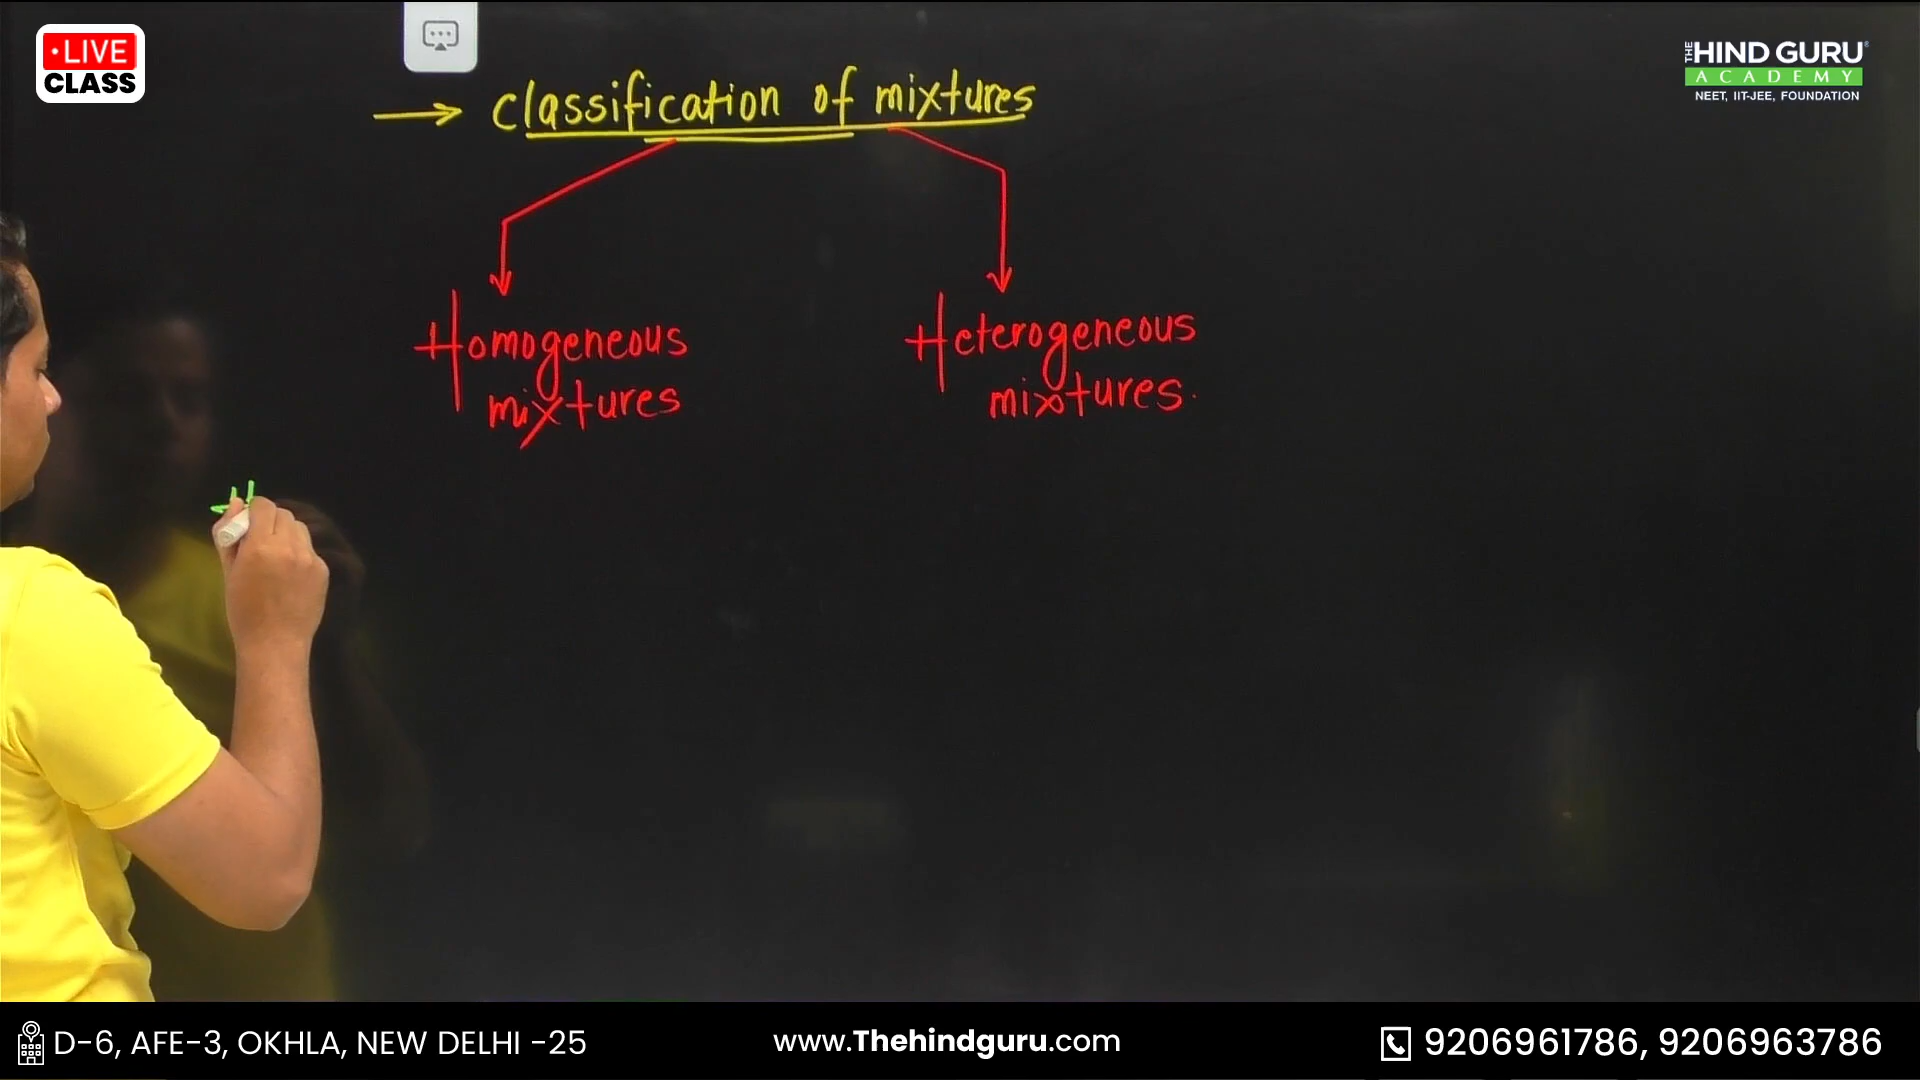 LIVE
CLASS
THE HIND GURU
ACADEMY
NEET, IIT-JEE, FOUNDATION
→ classification of mixtures
Homogeneous
mixtures
Heterogeneous
mixtures.
D-6, AFE-3, OKHLA, NEW DELHI -25
www.Thehindguru.com
9206961786, 9206963786